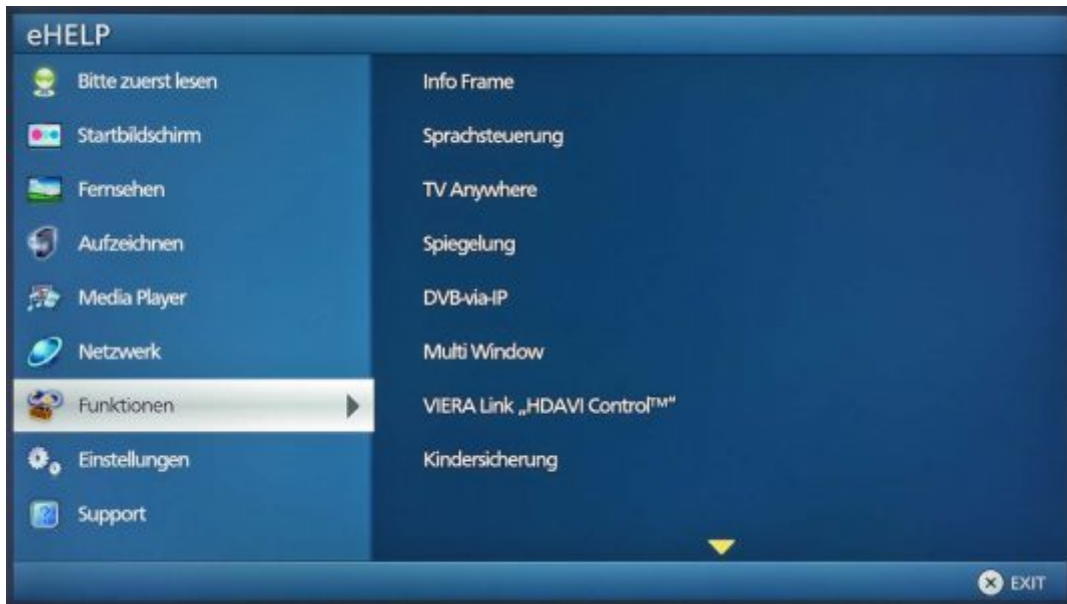 eHELP
Bitte zuerst lesen
Startbildschirm
Fernsehen
Aufzeichnen
Media Player
Netzwerk
Funktionen
Einstellungen
Support
Info Frame
Sprachsteuerung
TV Anywhere
Spiegelung
DVB-via-IP
Multi Window
VIERA Link „HDAVI Control™“
Kindersicherung
EXIT